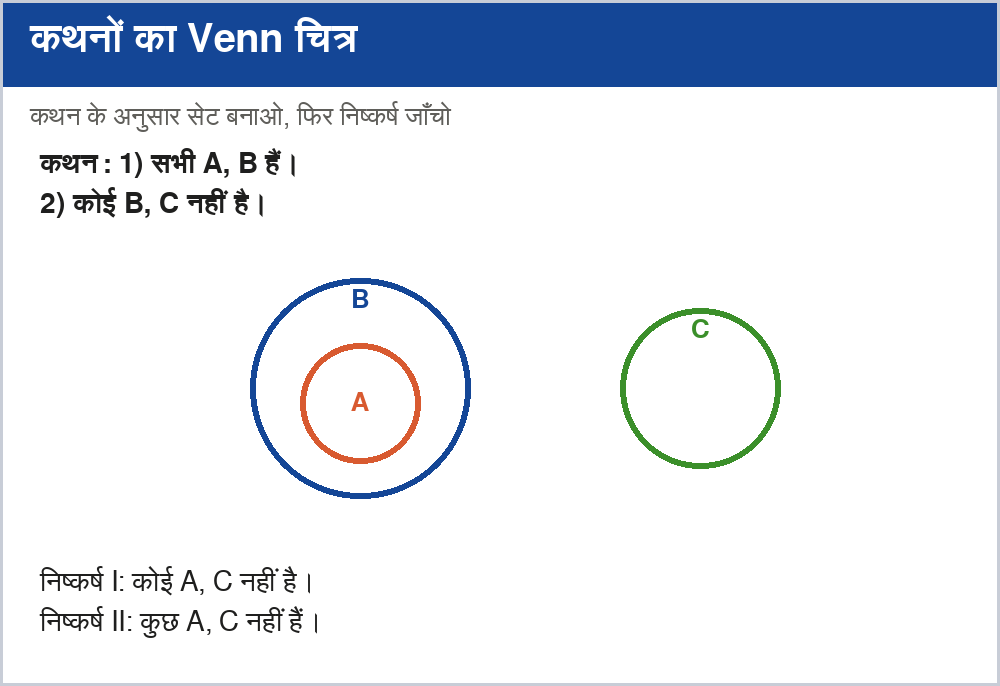 कथनों का Venn चित्र
कथन के अनुसार सेट बनाओ, फिर निष्कर्ष जाँचो
कथन : 1) सभी A, B हैं।
2) कोई B, C नहीं है।
B
C
A
निष्कर्ष I: कोई A, C नहीं है।
निष्कर्ष II: कुछ A, C नहीं हैं।